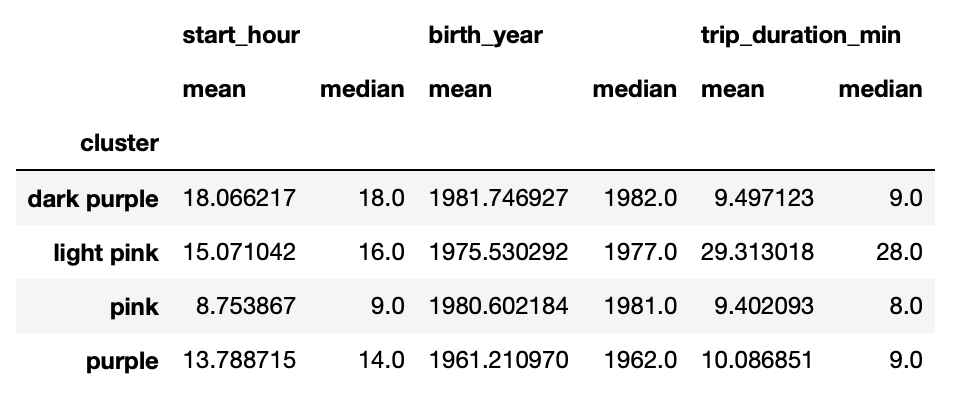 start_hour birth_year trip_duration_min
mean median mean median mean median
cluster
dark purple 18.066217 18.0 1981.746927 1982.0 9.497123 9.0
light pink 15.071042 16.0 1975.530292 1977.0 29.313018 28.0
pink 8.753867 9.0 1980.602184 1981.0 9.402093 8.0
purple 13.788715 14.0 1961.210970 1962.0 10.086851 9.0